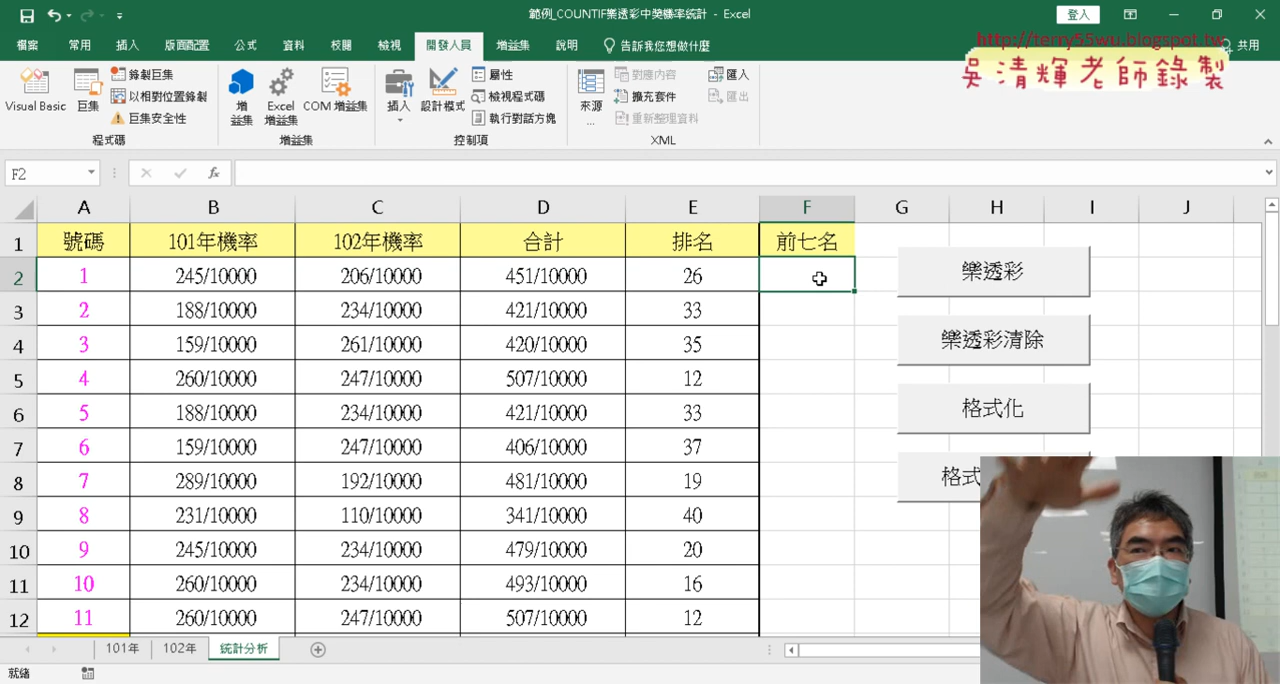 範例_COUNTIF樂透彩中獎機率統計 - Excel
登入
檔案 常用 插入 版面配置 公式 資料 校閱 檢視 開發人員 增益集 說明 告訴我您想做什麼 共用
http://terry55wu.blogspot.tw
吳清輝老師錄製
Visual Basic 巨集 錄製巨集 以相對位置錄製 巨集安全性
程式碼
增益集 Excel 增益集 COM 增益集
增益集
插入 設計模式 屬性 檢視程式碼 執行對話方塊
控制項
來源... 對應內容 擴充套件 重新整理資料 匯入 匯出
XML
F2 fx
A B C D E F G H I J
1 號碼 101年機率 102年機率 合計 排名 前七名
2 1 245/10000 206/10000 451/10000 26
3 2 188/10000 234/10000 421/10000 33
4 3 159/10000 261/10000 420/10000 35
5 4 260/10000 247/10000 507/10000 12
6 5 188/10000 234/10000 421/10000 33
7 6 159/10000 247/10000 406/10000 37
8 7 289/10000 192/10000 481/10000 19
9 8 231/10000 110/10000 341/10000 40
10 9 245/10000 234/10000 479/10000 20
11 10 260/10000 234/10000 493/10000 16
12 11 260/10000 247/10000 507/10000 12
樂透彩
樂透彩清除
格式化
格式
101年 102年 統計分析
就緒